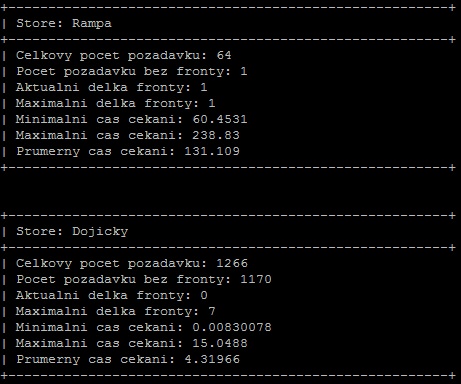 Store: Rampa
Celkovy pocet pozadavku: 64
Pocet pozadavku bez fronty: 1
Aktualni delka fronty: 1
Maximalni delka fronty: 1
Minimalni cas cekani: 60.4531
Maximalni cas cekani: 238.83
Prumerny cas cekani: 131.109
Store: Dojicky
Celkovy pocet pozadavku: 1266
Pocet pozadavku bez fronty: 1170
Aktualni delka fronty: 0
Maximalni delka fronty: 7
Minimalni cas cekani: 0.00830078
Maximalni cas cekani: 15.0488
Prumerny cas cekani: 4.31966